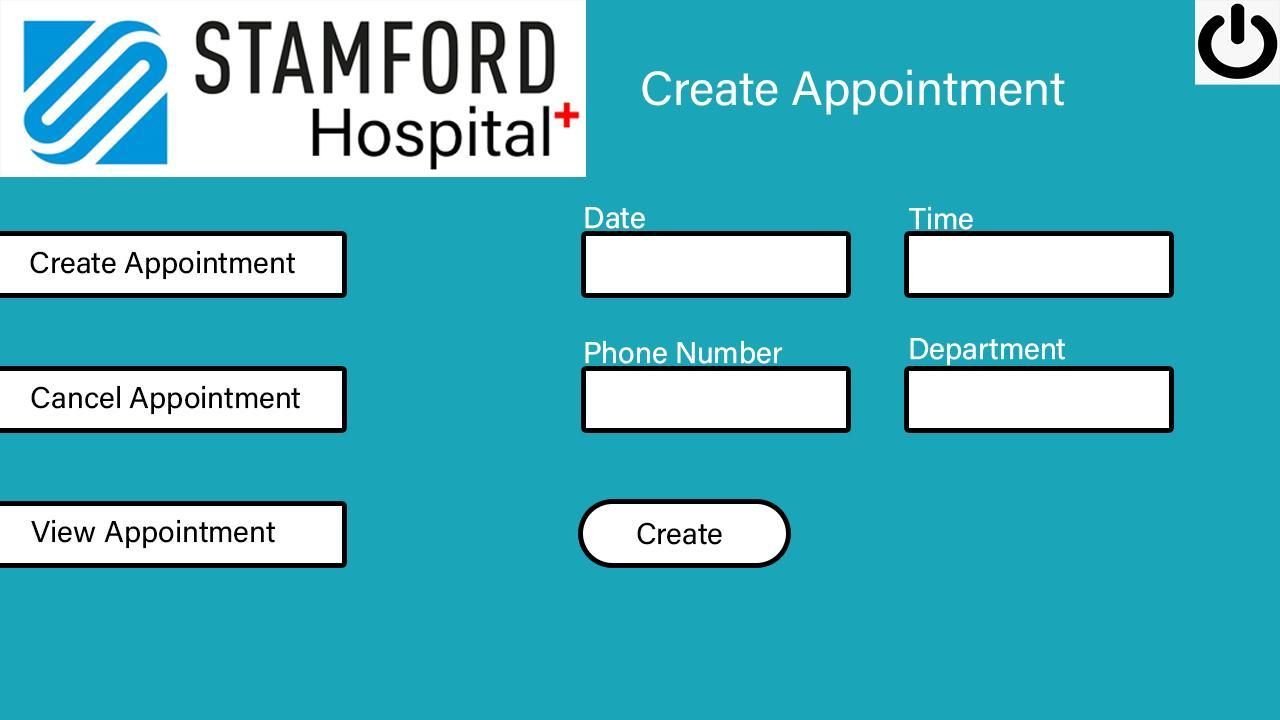 STAMFORD
Hospital+
Create Appointment
Date
Time
Create Appointment
Phone Number
Department
Cancel Appointment
View Appointment
Create